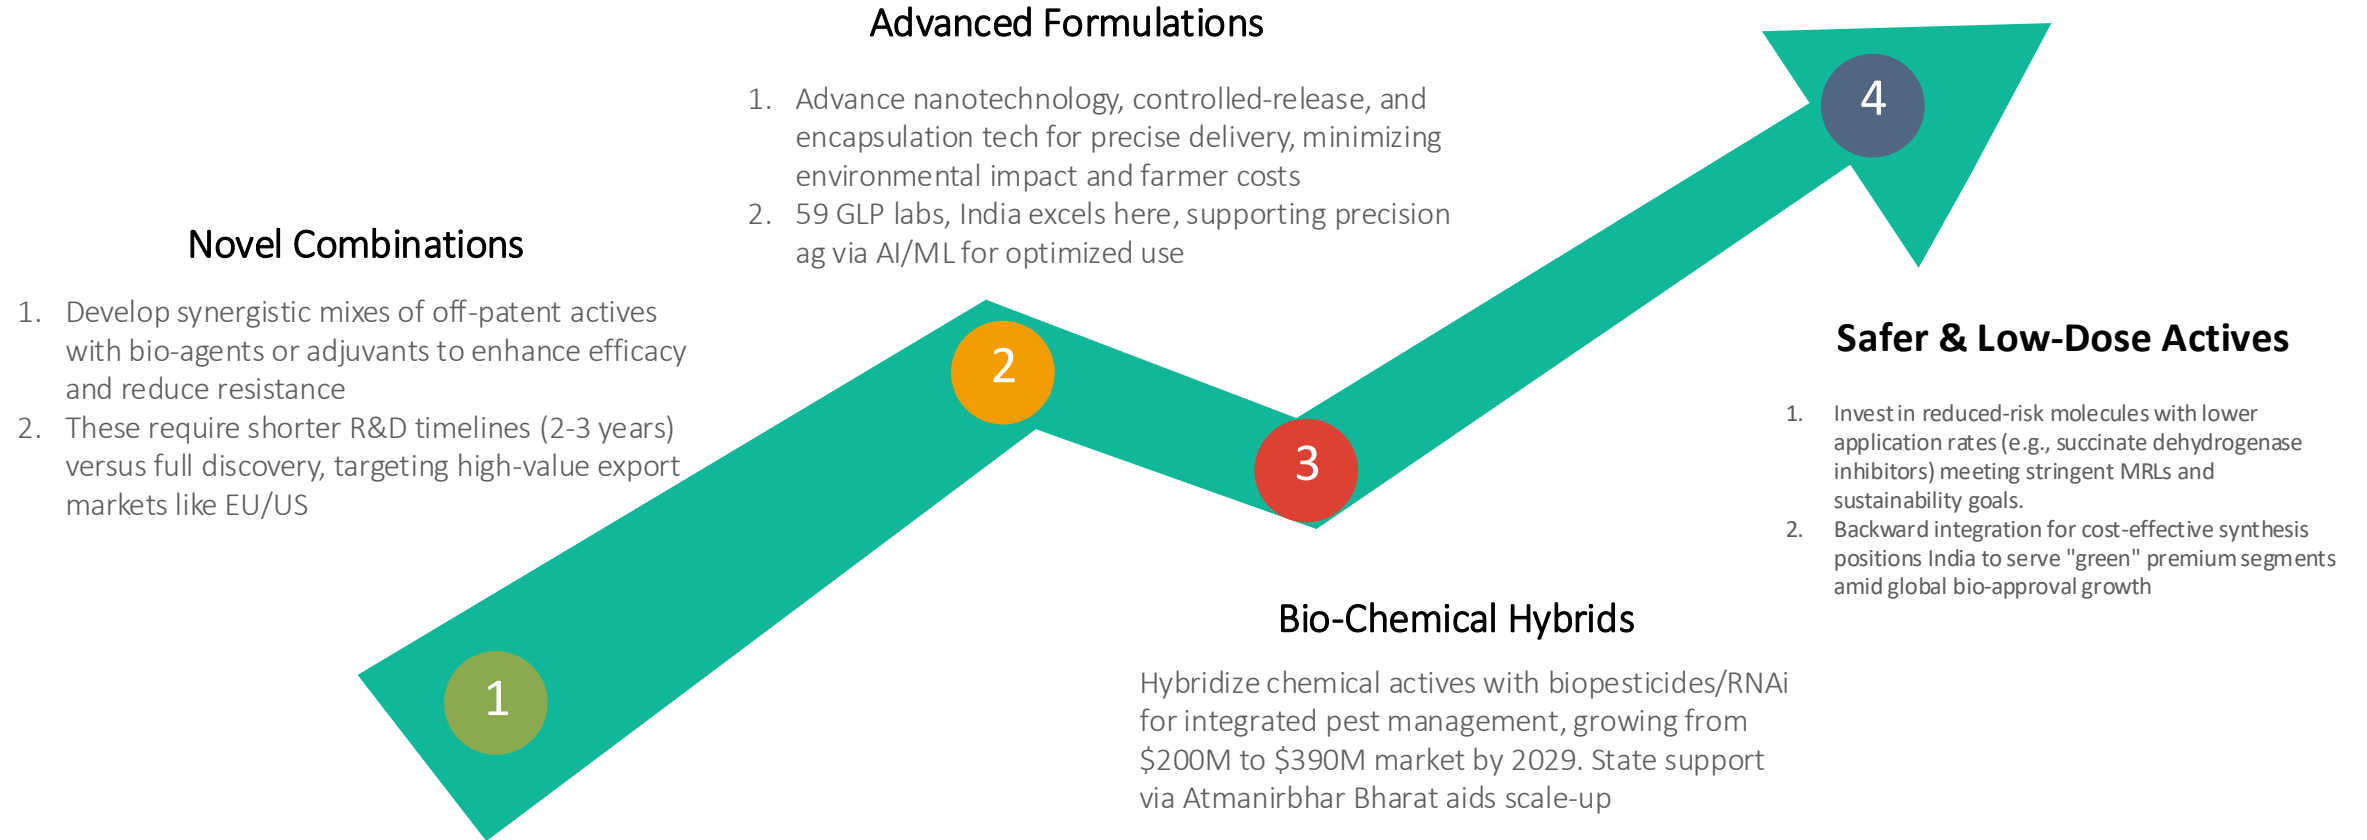 Novel Combinations
1. Develop synergistic mixes of off-patent actives
with bio-agents or adjuvants to enhance efficacy
and reduce resistance
2. These require shorter R&D timelines (2-3 years)
versus full discovery, targeting high-value export
markets like EU/US
1
Advanced Formulations
1. Advance nanotechnology, controlled-release, and
encapsulation tech for precise delivery, minimizing
environmental impact and farmer costs
2. 59 GLP labs, India excels here, supporting precision
ag via AI/ML for optimized use
2
3
Bio-Chemical Hybrids
Hybridize chemical actives with biopesticides/RNAi
for integrated pest management, growing from
$200M to $390M market by 2029. State support
via Atmanirbhar Bharat aids scale-up
4
Safer & Low-Dose Actives
1. Invest in reduced-risk molecules with lower
application rates (e.g., succinate dehydrogenase
inhibitors) meeting stringent MRLs and
sustainability goals.
2. Backward integration for cost-effective synthesis
positions India to serve "green" premium segments
amid global bio-approval growth